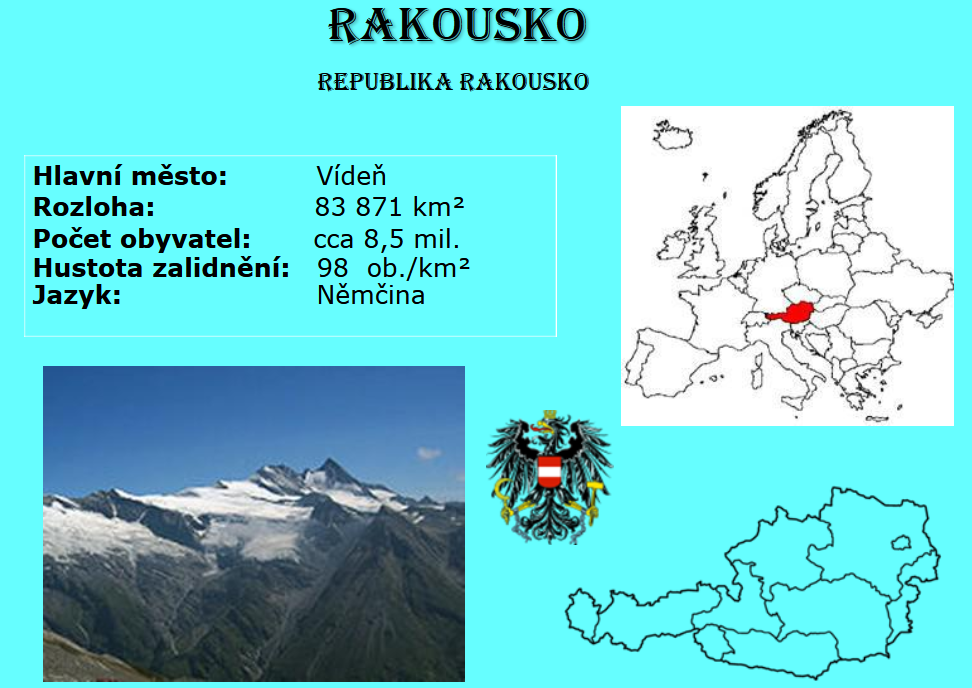 RAKOUSKO
REPUBLIKA RAKOUSKO
Hlavní město: Vídeň
Rozloha: 83 871 km²
Počet obyvatel: cca 8,5 mil.
Hustota zalidnění: 98 ob./km²
Jazyk: Němčina